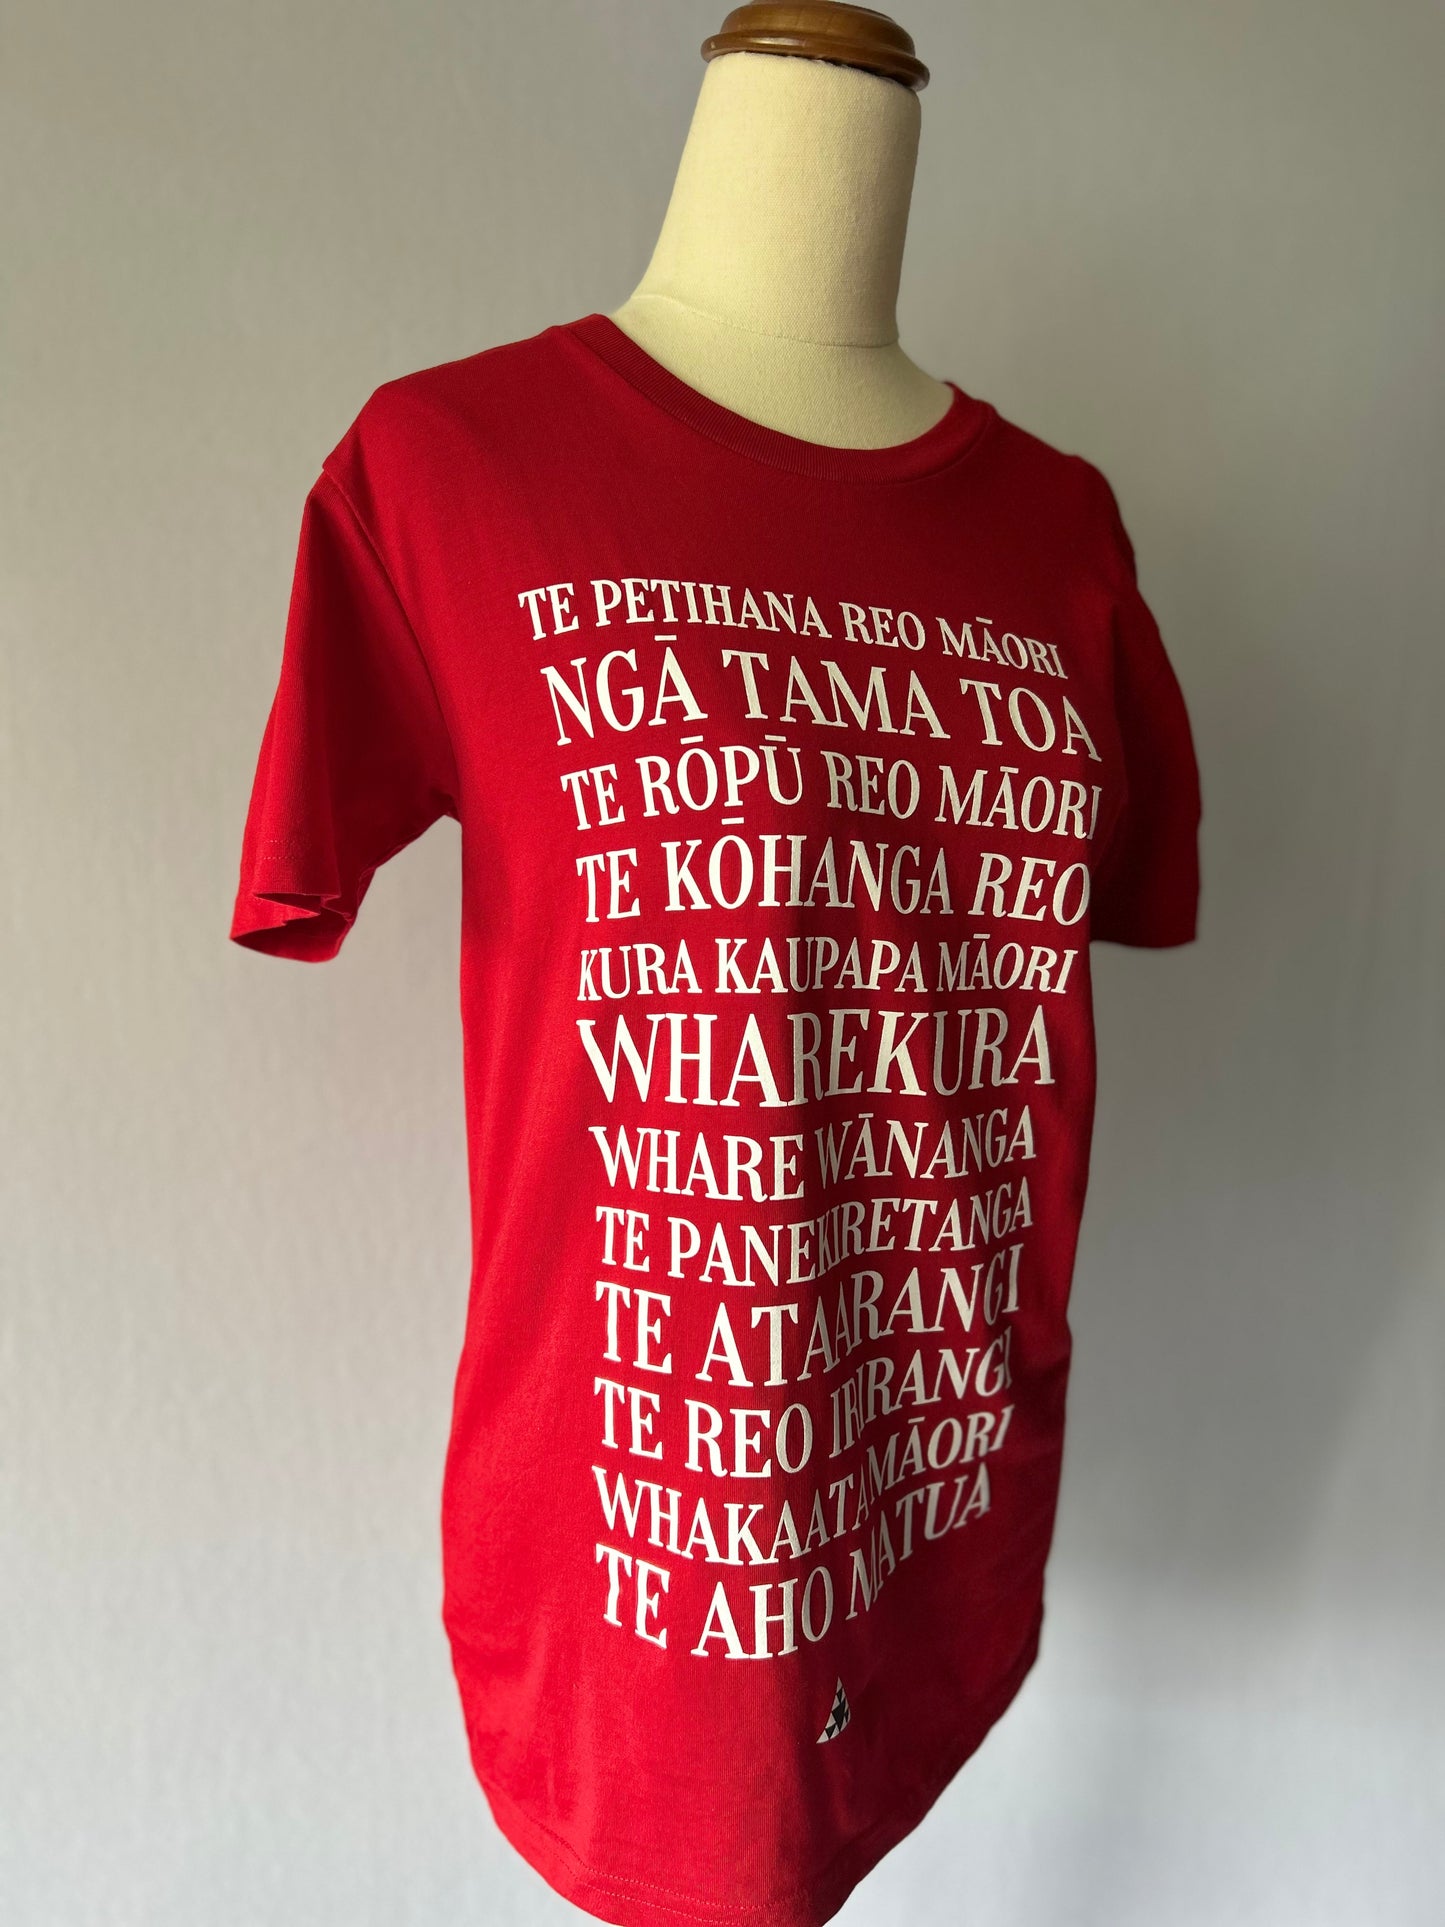 TE PETIHANA REO MĀORI
NGĀ TAMA TOA
TE RŌPŪ REO MĀORI
TE KŌHANGA REO
KURA KAUPAPA MĀORI
WHAREKURA
WHARE WĀNANGA
TE PANEKIRETANGA
TE ATAARANGI
TE REO IRIRANGI
WHAKAATA MĀORI
TE AHO MATUA